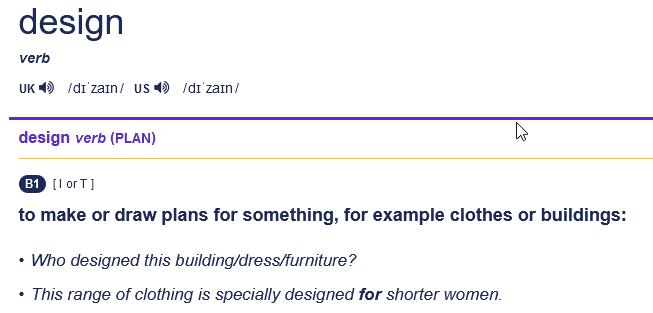 design
verb
UK /dɪˈzaɪn/ US /dɪˈzaɪn/
design verb (PLAN)
B1 [ I or T ]
to make or draw plans for something, for example clothes or buildings:
• Who designed this building/dress/furniture?
• This range of clothing is specially designed for shorter women.